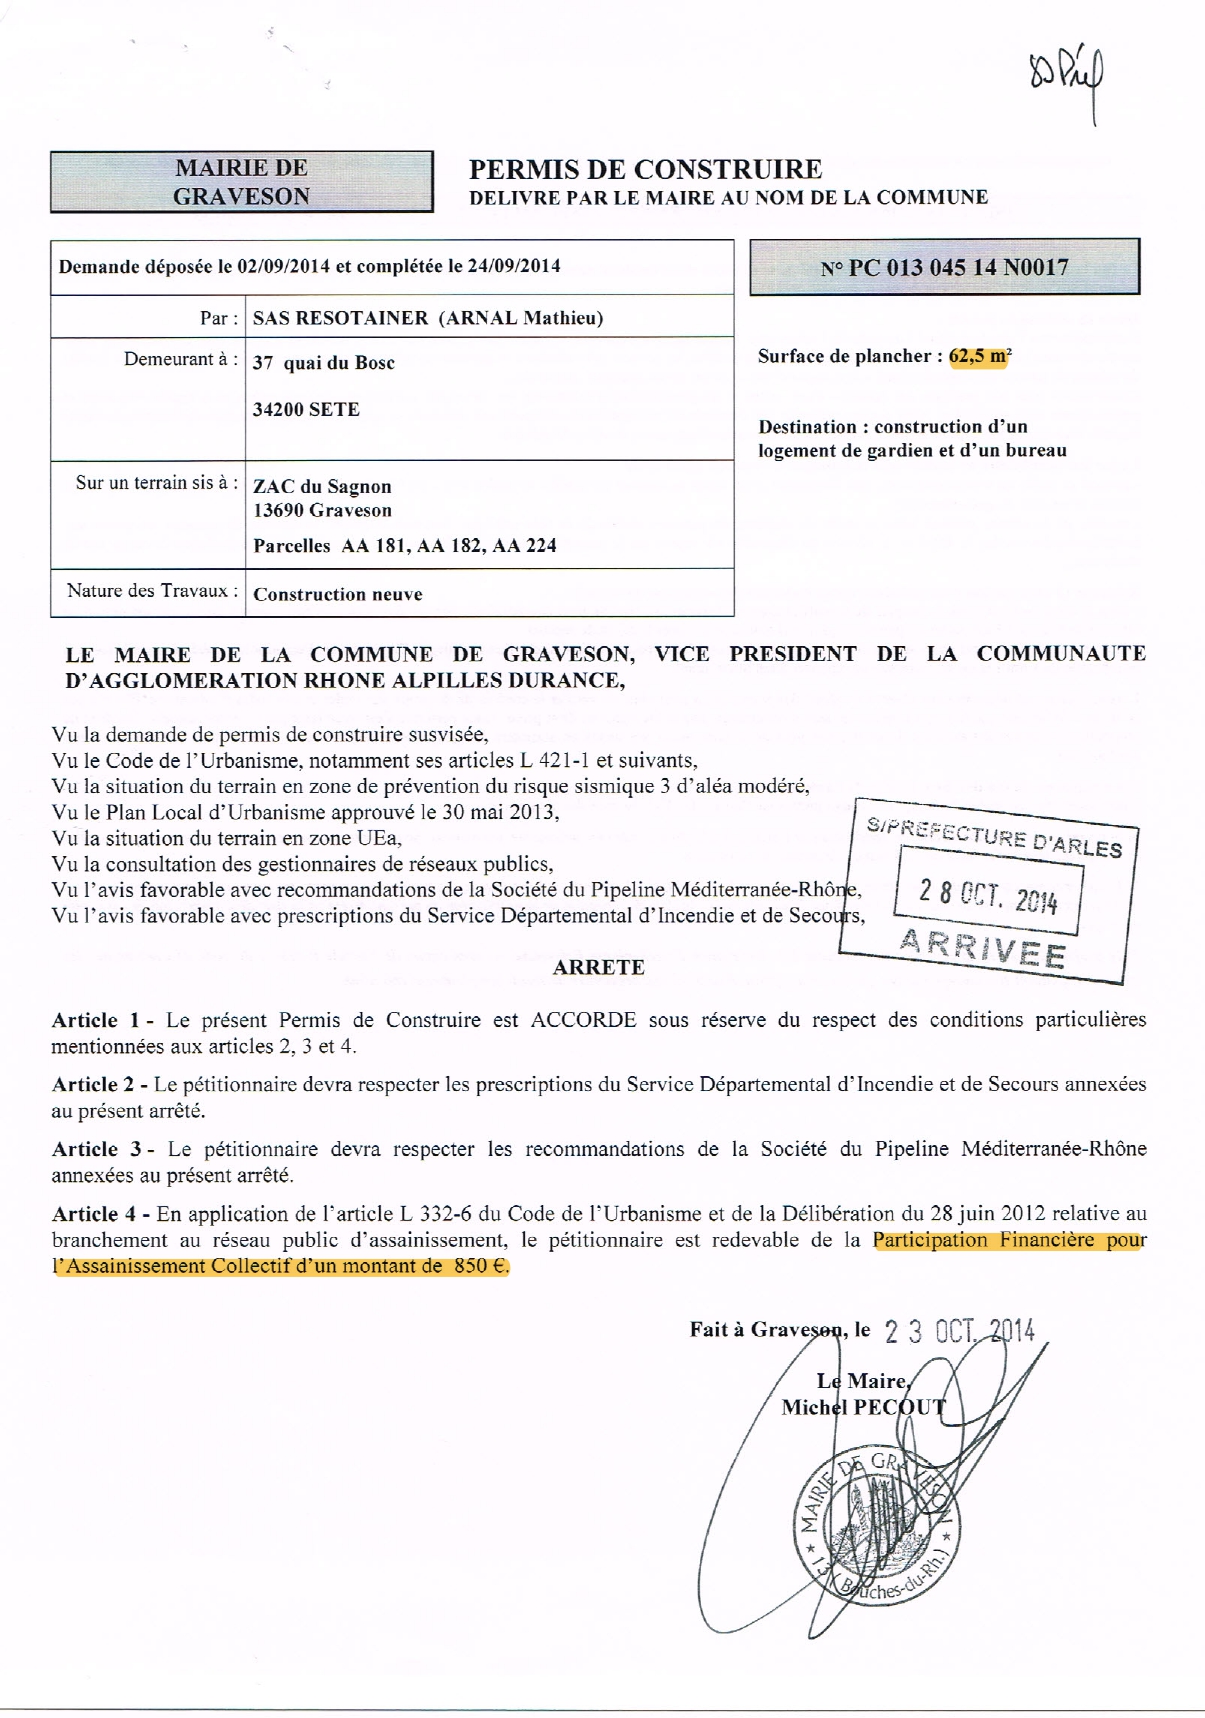 SS Préf
MAIRIE DE
GRAVESON
PERMIS DE CONSTRUIRE
DELIVRE PAR LE MAIRE AU NOM DE LA COMMUNE
Demande déposée le 02/09/2014 et complétée le 24/09/2014
N° PC 013 045 14 N0017
Par : SAS RESOTAINER (ARNAL Mathieu)
Demeurant à : 37 quai du Bosc
34200 SETE
Surface de plancher : 62,5 m²
Destination : construction d’un
logement de gardien et d’un bureau
Sur un terrain sis à : ZAC du Sagnon
13690 Graveson
Parcelles AA 181, AA 182, AA 224
Nature des Travaux : Construction neuve
LE MAIRE DE LA COMMUNE DE GRAVESON, VICE PRESIDENT DE LA COMMUNAUTE
D’AGGLOMERATION RHONE ALPILLES DURANCE,
Vu la demande de permis de construire susvisée,
Vu le Code de l’Urbanisme, notamment ses articles L 421-1 et suivants,
Vu la situation du terrain en zone de prévention du risque sismique 3 d’aléa modéré,
Vu le Plan Local d’Urbanisme approuvé le 30 mai 2013,
Vu la situation du terrain en zone UEa,
Vu la consultation des gestionnaires de réseaux publics,
Vu l’avis favorable avec recommandations de la Société du Pipeline Méditerranée-Rhône,
Vu l’avis favorable avec prescriptions du Service Départemental d’Incendie et de Secours,
S/PREFECTURE D'ARLES
28 OCT. 2014
ARRIVEE
ARRETE
Article 1 - Le présent Permis de Construire est ACCORDE sous réserve du respect des conditions particulières
mentionnées aux articles 2, 3 et 4.
Article 2 - Le pétitionnaire devra respecter les prescriptions du Service Départemental d’Incendie et de Secours annexées
au présent arrêté.
Article 3 - Le pétitionnaire devra respecter les recommandations de la Société du Pipeline Méditerranée-Rhône
annexées au présent arrêté.
Article 4 - En application de l’article L 332-6 du Code de l’Urbanisme et de la Délibération du 28 juin 2012 relative au
branchement au réseau public d’assainissement, le pétitionnaire est redevable de la Participation Financière pour
l’Assainissement Collectif d’un montant de 850 €.
Fait à Graveson, le 23 OCT. 2014
Le Maire,
Michel PECOUT
MAIRIE DE GRAVESON
★ 13 (Bouches-du-Rh.) ★